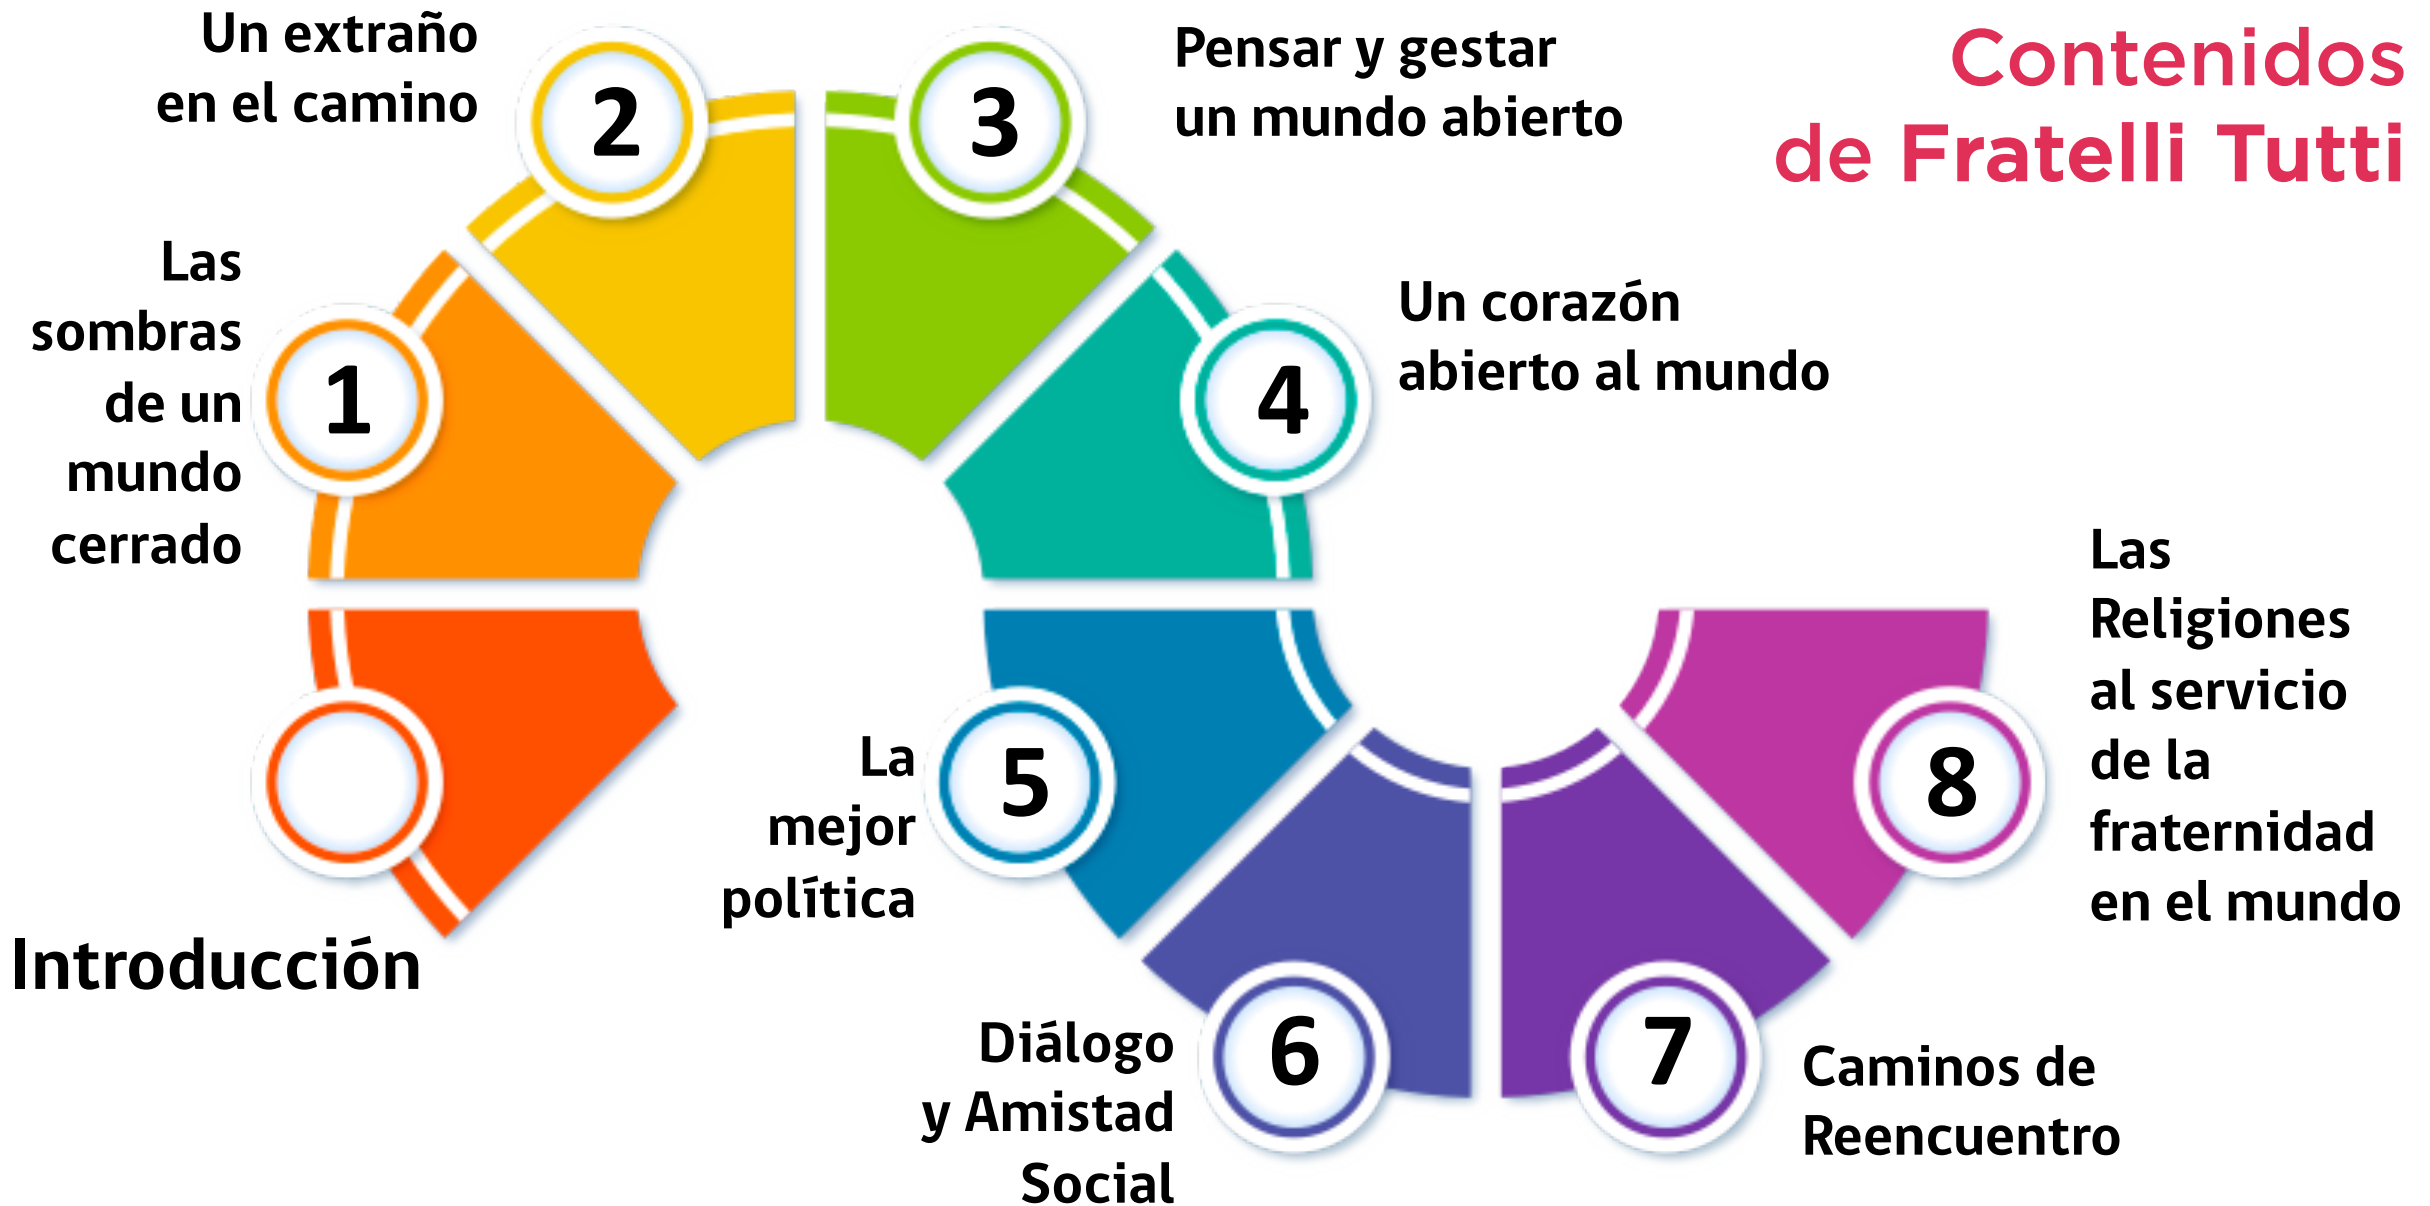 Contenidos
de Fratelli Tutti
Introducción
1
Las
sombras
de un
mundo
cerrado
2
Un extraño
en el camino
3
Pensar y gestar
un mundo abierto
4
Un corazón
abierto al mundo
5
La
mejor
política
6
Diálogo
y Amistad
Social
7
Caminos de
Reencuentro
8
Las
Religiones
al servicio
de la
fraternidad
en el mundo